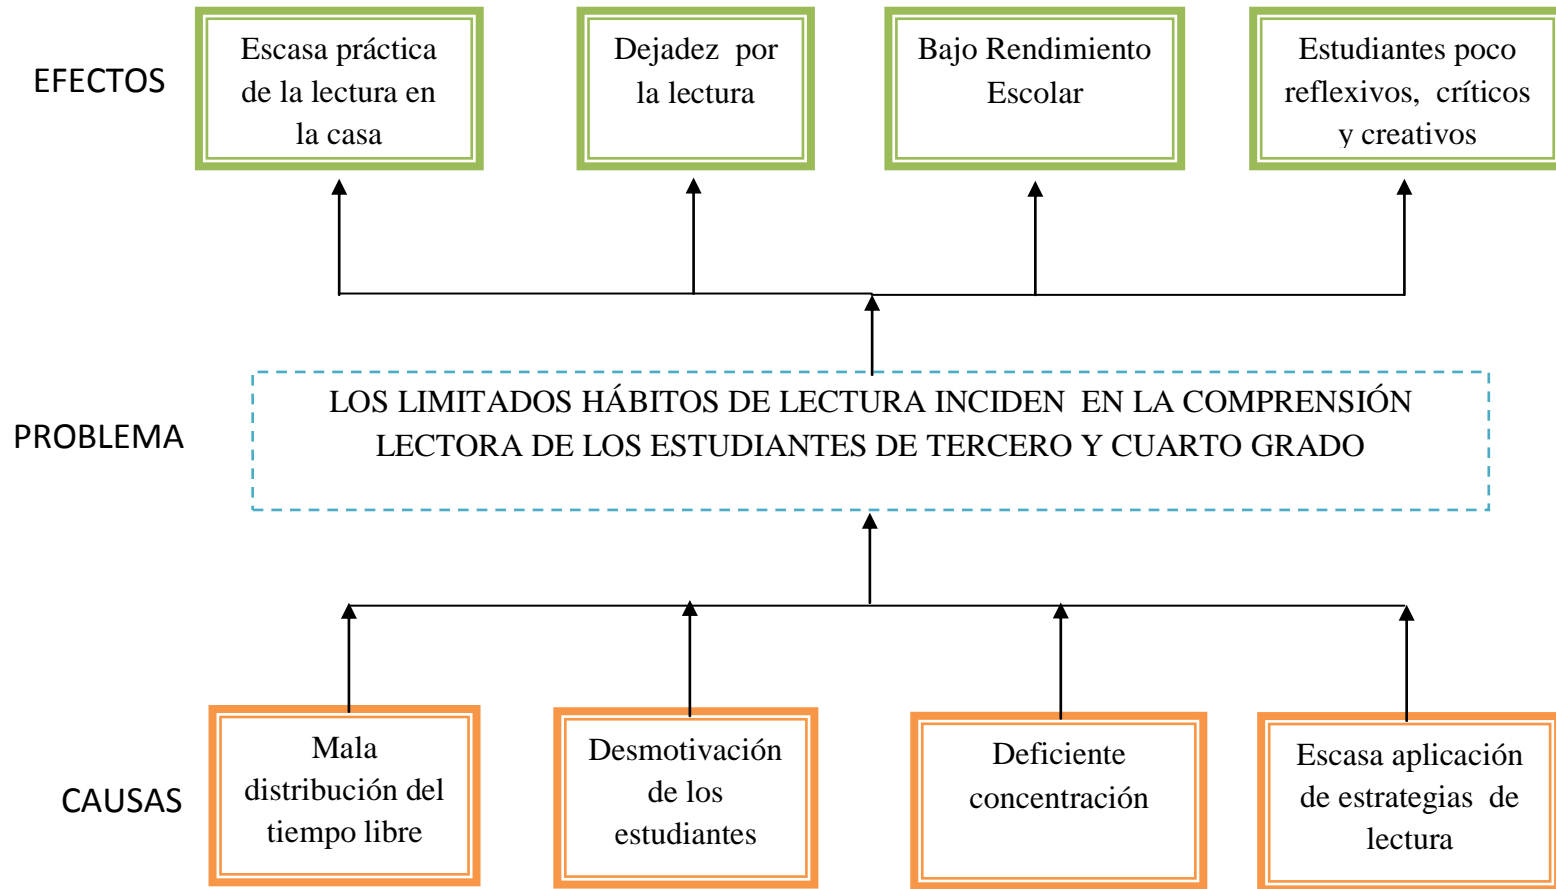 EFECTOS
Escasa práctica
de la lectura en
la casa
Dejadez por
la lectura
Bajo Rendimiento
Escolar
Estudiantes poco
reflexivos, críticos
y creativos
PROBLEMA
LOS LIMITADOS HÁBITOS DE LECTURA INCIDEN EN LA COMPRENSIÓN
LECTORA DE LOS ESTUDIANTES DE TERCERO Y CUARTO GRADO
CAUSAS
Mala
distribución del
tiempo libre
Desmotivación
de los
estudiantes
Deficiente
concentración
Escasa aplicación
de estrategias de
lectura